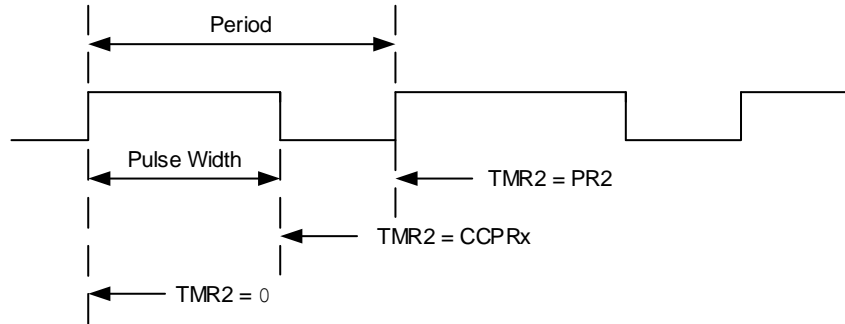 Period
Pulse Width
TMR2 = PR2
TMR2 = CCPRx
TMR2 = 0